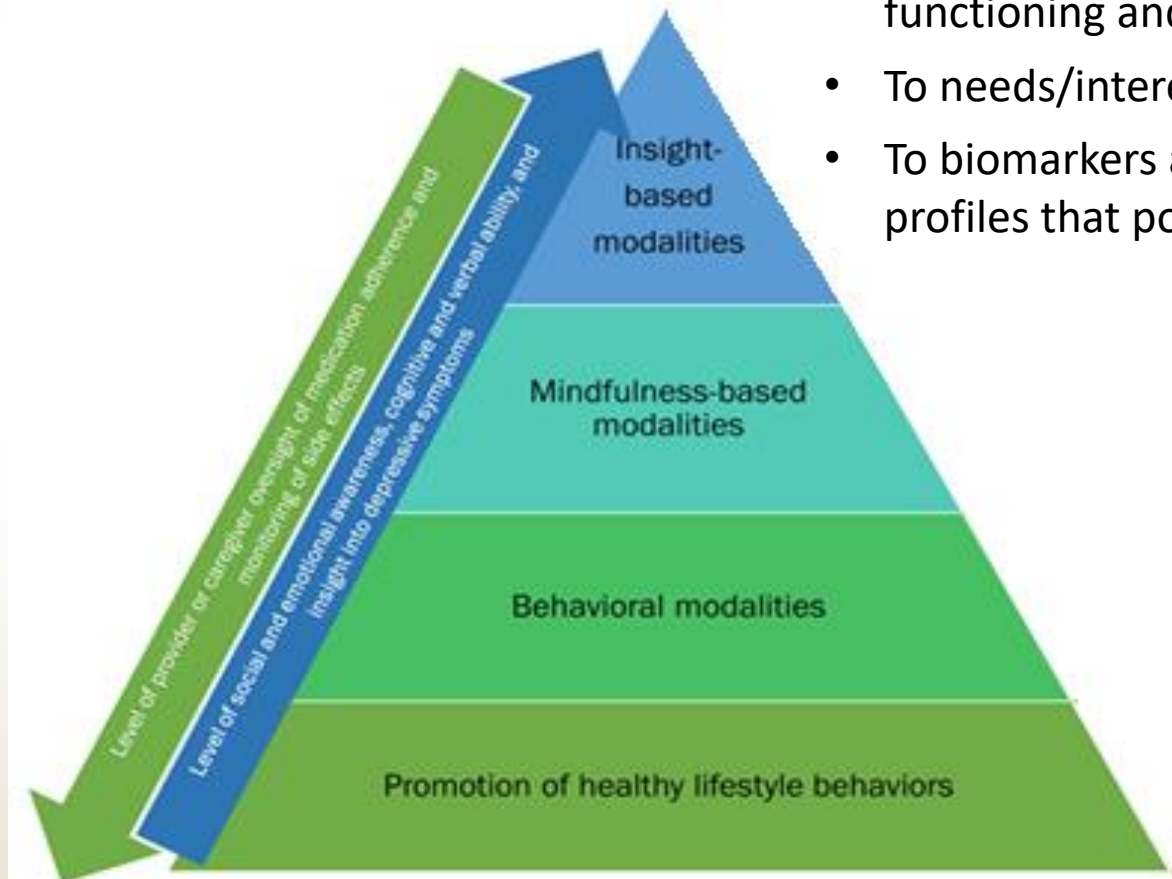 functioning and
• To needs/intere
• To biomarkers a
profiles that po
Insight-
based
modalities
Mindfulness-based
modalities
Behavioral modalities
Promotion of healthy lifestyle behaviors
Level of provider or caregiver oversight of medication adherence and
monitoring of side effects
Level of social and emotional awareness, cognitive and verbal ability, and
insight into depressive symptoms